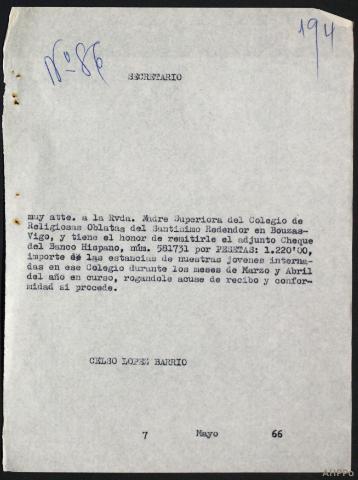 Nº 86
194
SECRETARIO
muy atte. a la Rvda. Madre Superiora del Colegio de
Religiosas Oblatas del Santisimo Redendor en Bouzas-
Vigo, y tiene el honor de remitirle el adjunto Cheque
del Banco Hispano, núm. 581731 por PESETAS: 1.220'00,
importe de las estancias de nuestras jovenes interna-
das en ese Colegio durante los meses de Marzo y Abril
del año en curso, rogandole acuse de recibo y confor-
midad si procede.
CELSO LOPEZ BARRIO
7 Mayo 66
AHPPo